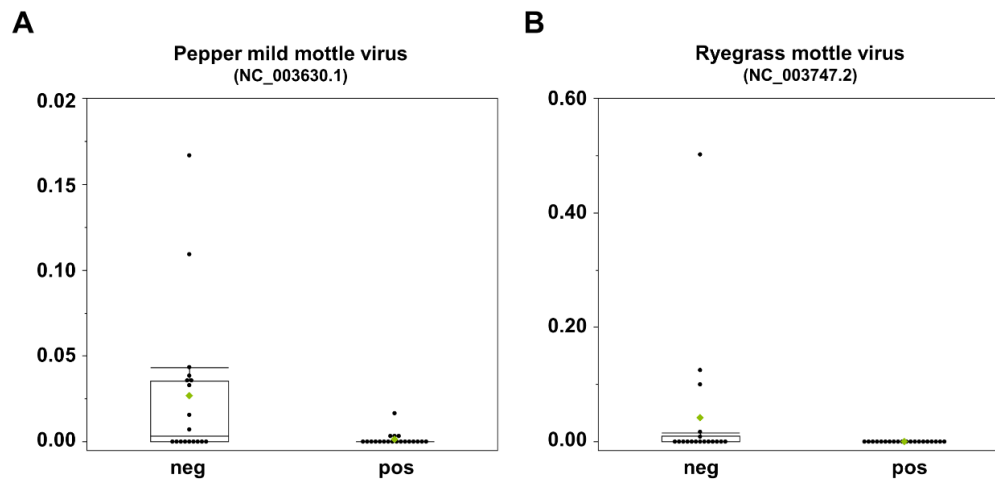 A
Pepper mild mottle virus
(NC_003630.1)
0.02
0.15
0.10
0.05
0.00
neg pos
B
Ryegrass mottle virus
(NC_003747.2)
0.60
0.40
0.20
0.00
neg pos